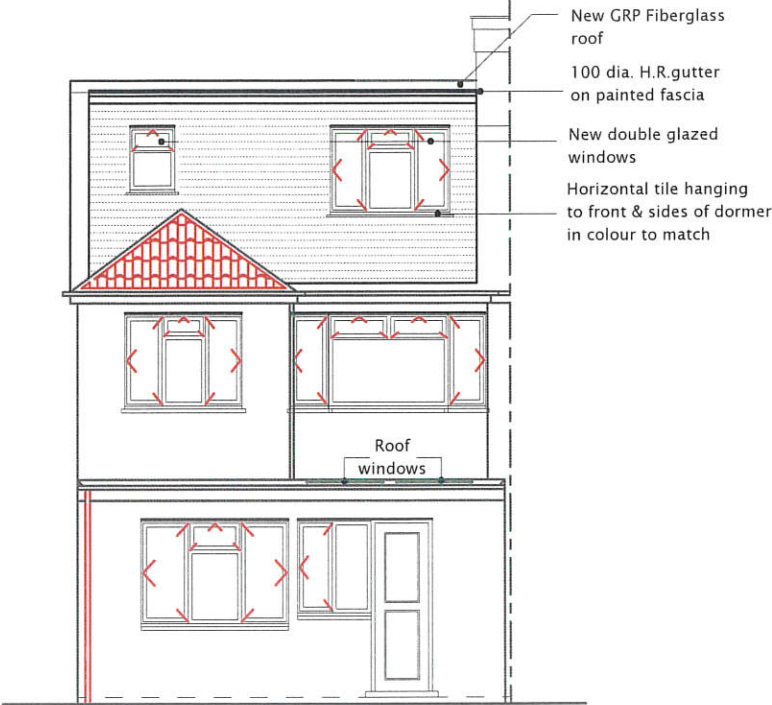 New GRP Fiberglass
roof
100 dia. H.R.gutter
on painted fascia
New double glazed
windows
Horizontal tile hanging
to front & sides of dormer
in colour to match
Roof
windows